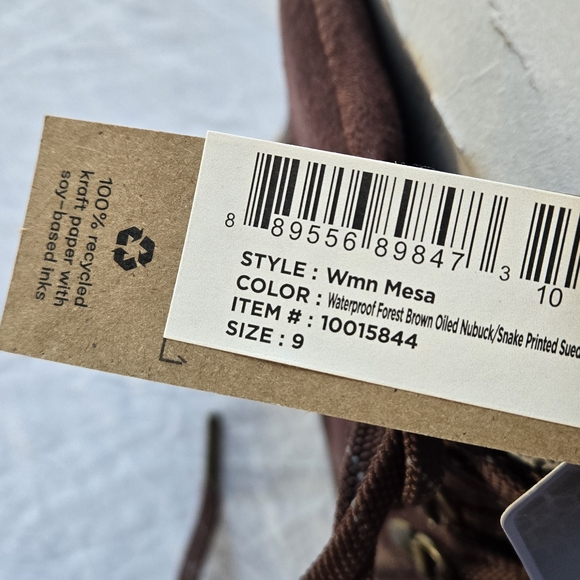 100% recycled
kraft paper with
soy-based inks
8 89556 89847 3
10
STYLE : Wmn Mesa
COLOR : Waterproof Forest Brown Oiled Nubuck/Snake Printed Sued
ITEM # : 10015844
SIZE : 9